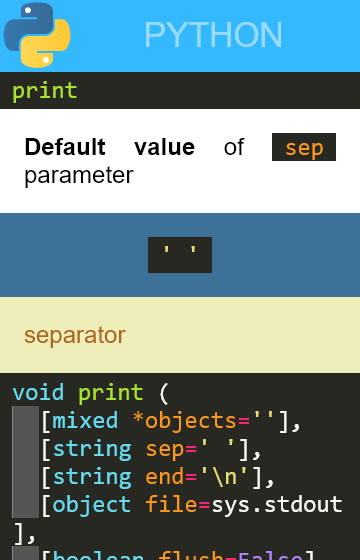 PYTHON
print
Default value of sep
parameter
' '
separator
void print (
[mixed *objects=''],
[string sep=' '],
[string end='\n'],
[object file=sys.stdout
],
[boolean flush=False]